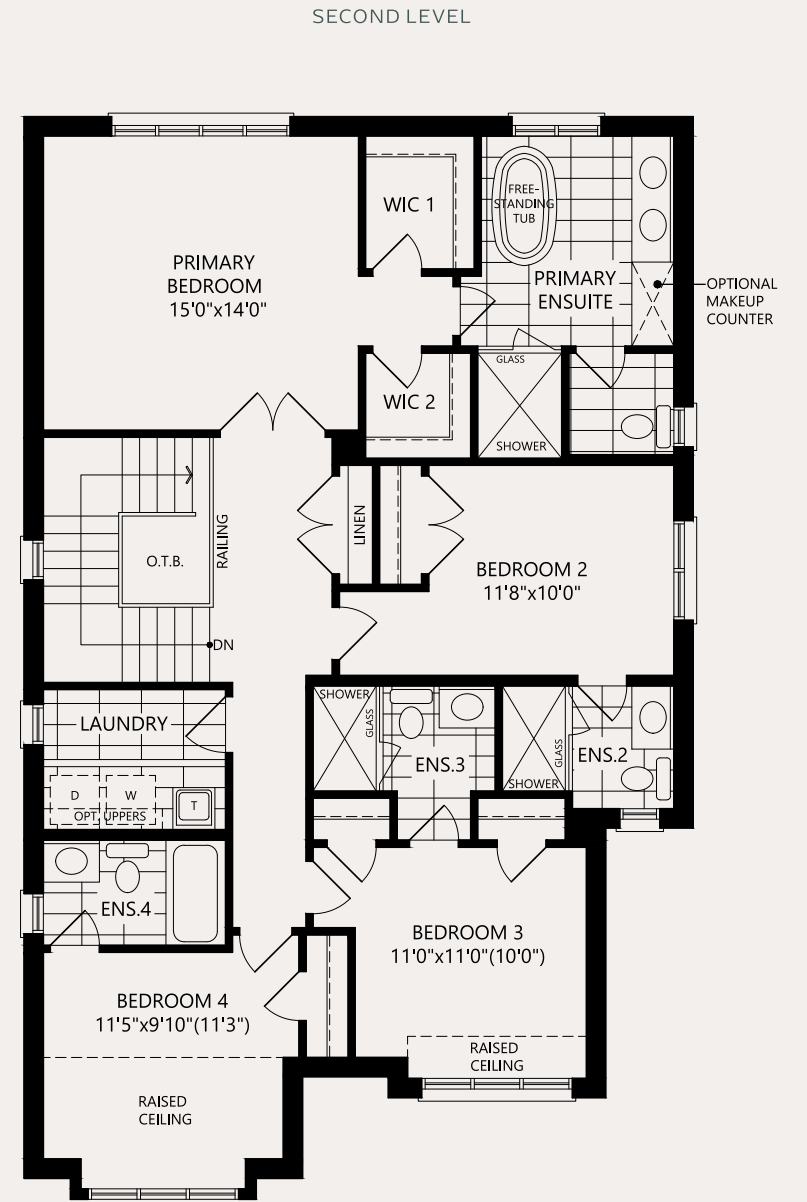 SECOND LEVEL
WIC 1
FREE-
STANDING
TUB
PRIMARY
BEDROOM
15'0"x14'0"
PRIMARY
ENSUITE
OPTIONAL
MAKEUP
COUNTER
GLASS
WIC 2
SHOWER
LINEN
RAILING
O.T.B.
BEDROOM 2
11'8"x10'0"
DN
SHOWER
GLASS
LAUNDRY
ENS.3
GLASS
ENS.2
SHOWER
D
W
T
OPT. UPPERS
ENS.4
BEDROOM 3
11'0"x11'0"(10'0")
BEDROOM 4
11'5"x9'10"(11'3")
RAISED
CEILING
RAISED
CEILING